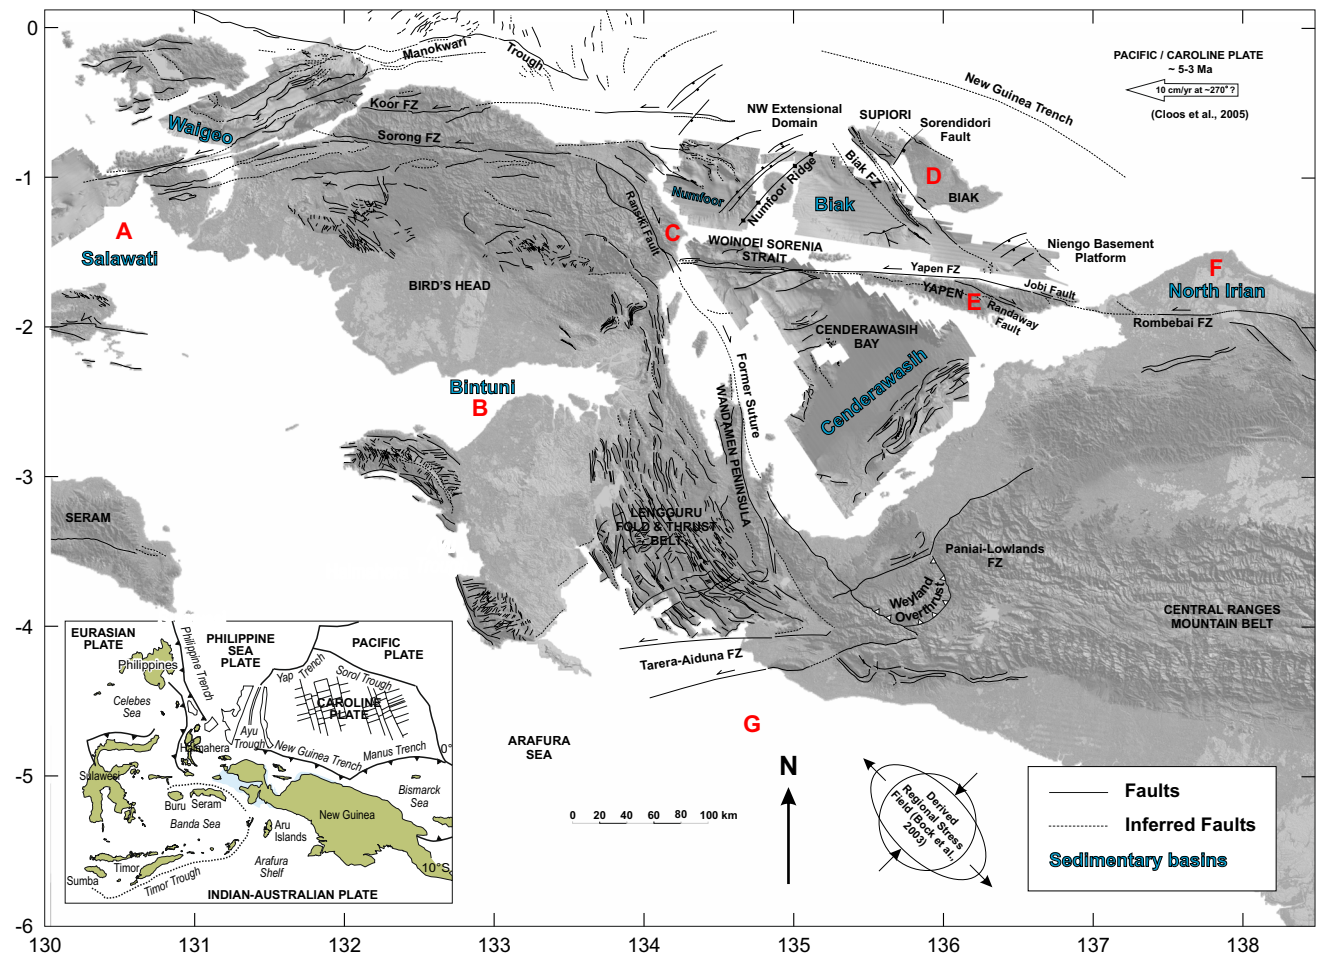 0
-1
-2
-3
-4
-5
-6
130
131
132
133
134
135
136
137
138
Manokwari
Trough
New Guinea Trench
PACIFIC / CAROLINE PLATE
~ 5-3 Ma
10 cm/yr at ~270° ?
(Cloos et al., 2005)
Koor FZ
Sorong FZ
Waigeo
NW Extensional
Domain
SUPIORI
Sorendidori
Fault
Biak FZ
D
BIAK
Numfoor
Numfoor Ridge
Biak
A
Salawati
Ransiki Fault
C
WOINOEI SORENIA
STRAIT
Niengo Basement
Platform
Yapen FZ
Jobi Fault
F
North Irian
BIRD'S HEAD
YAPEN
E
Randaway
Fault
Rombebai FZ
CENDERAWASIH
BAY
Cenderawasih
Bintuni
B
Former Suture
WANDAMEN PENINSULA
SERAM
LENGGURU
FOLD & THRUST
BELT
Paniai-Lowlands
FZ
Weyland
Overthrust
CENTRAL RANGES
MOUNTAIN BELT
Tarera-Aiduna FZ
G
ARAFURA
SEA
N
0 20 40 60 80 100 km
Derived
Regional Stress
Field (Bock et al.,
2003)
Faults
Inferred Faults
Sedimentary basins
EURASIAN
PLATE
PHILIPPINE
SEA
PLATE
PACIFIC
PLATE
Philippines
Philippine Trench
Yap Trench
Sorol Trough
Celebes
Sea
CAROLINE
PLATE
Ayu
Trough
Halmahera
New Guinea Trench
Manus Trench
0°
Sulawesi
Buru
Seram
Banda Sea
New Guinea
Bismarck
Sea
Aru
Islands
Arafura
Shelf
Timor
Sumba
Timor Trough
10°S
INDIAN-AUSTRALIAN PLATE